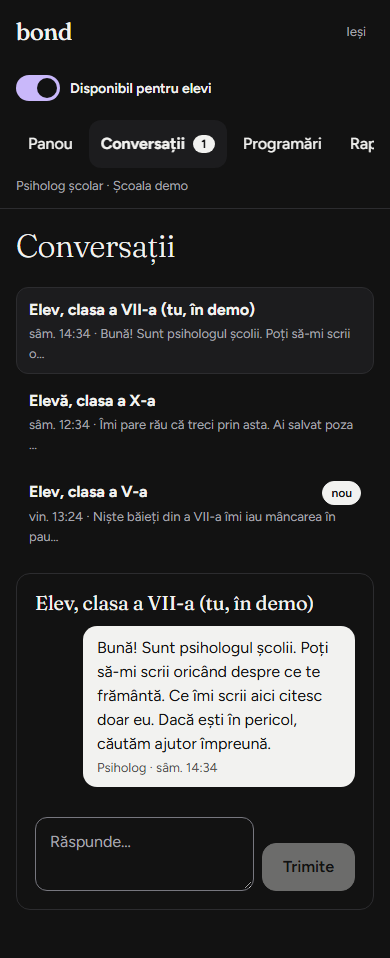 bond
Ieși
Disponibil pentru elevi
Panou
Conversații 1
Programări
Rap
Psiholog școlar · Școala demo
Conversații
Elev, clasa a VII-a (tu, în demo)
sâm. 14:34 · Bună! Sunt psihologul școlii. Poți să-mi scrii
o...
Elevă, clasa a X-a
sâm. 12:34 · Îmi pare rău că treci prin asta. Ai salvat poza
...
Elev, clasa a V-a
nou
vin. 13:24 · Niște băieți din a VII-a îmi iau mâncarea în
pau...
Elev, clasa a VII-a (tu, în demo)
Bună! Sunt psihologul școlii. Poți
să-mi scrii oricând despre ce te
frământă. Ce îmi scrii aici citesc
doar eu. Dacă ești în pericol,
căutăm ajutor împreună.
Psiholog · sâm. 14:34
Răspunde...
Trimite